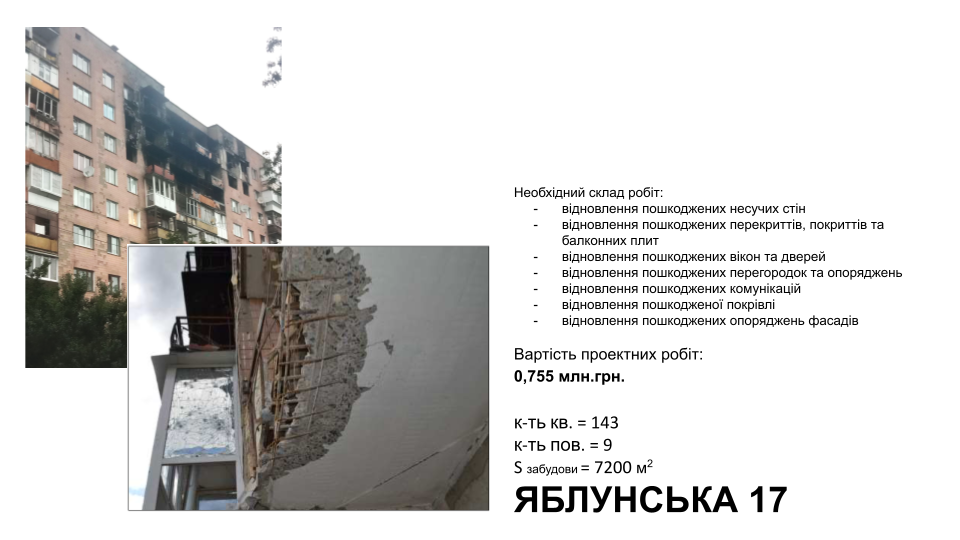 Необхідний склад робіт:
- відновлення пошкоджених несучих стін
- відновлення пошкоджених перекриттів, покриттів та
балконних плит
- відновлення пошкоджених вікон та дверей
- відновлення пошкоджених перегородок та опоряджень
- відновлення пошкоджених комунікацій
- відновлення пошкодженої покрівлі
- відновлення пошкоджених опоряджень фасадів
Вартість проектних робіт:
0,755 млн.грн.
к-ть кв. = 143
к-ть пов. = 9
S забудови = 7200 м²
ЯБЛУНСЬКА 17